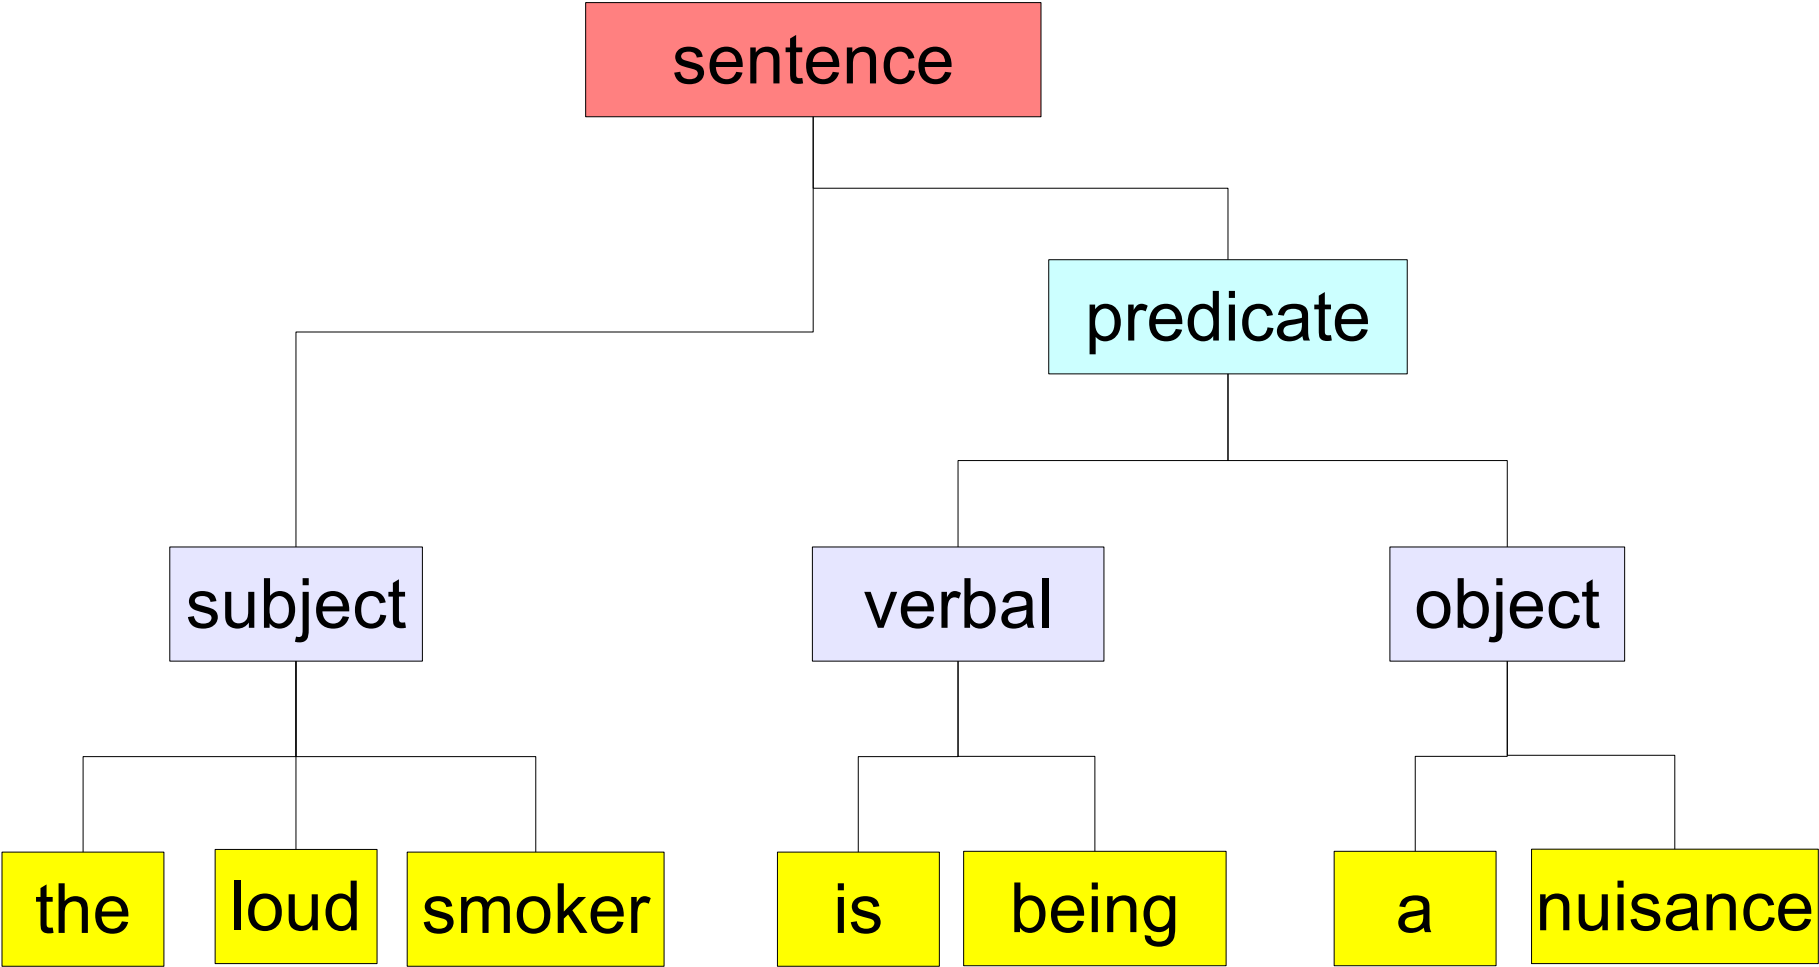 sentence
predicate
subject
verbal
object
the
loud
smoker
is
being
a
nuisance